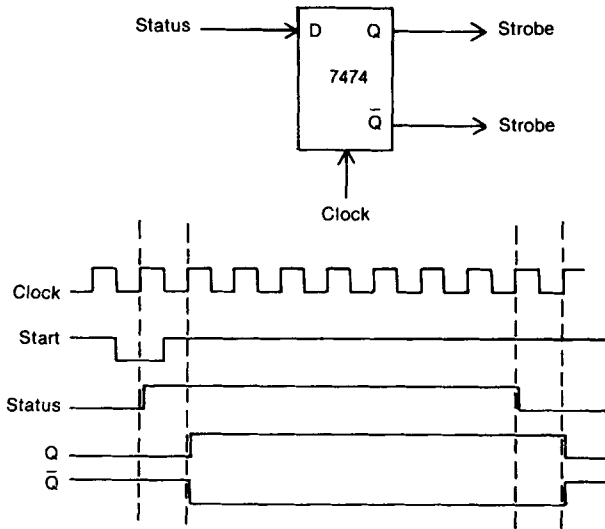 Status D Q Strobe
7474
Q̅ Strobe
Clock
Clock
Start
Status
Q
Q̅